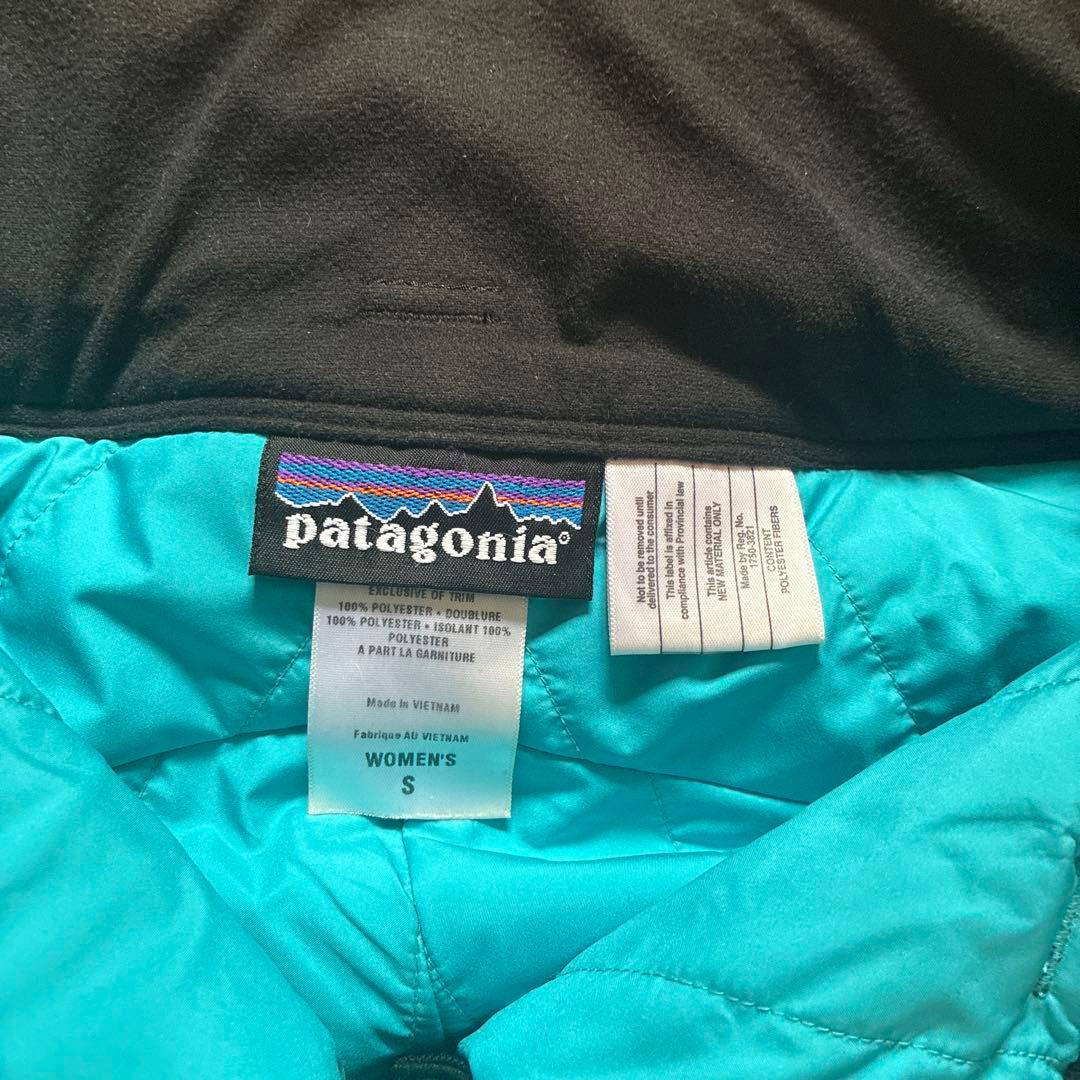 patagonia®
EXCLUSIVE OF TRIM
100% POLYESTER • DOUBLURE
100% POLYESTER • ISOLANT 100%
POLYESTER
A PART LA GARNITURE
Made in VIETNAM
Fabriqué AU VIETNAM
WOMEN'S
S
Not to be removed until
delivered to the consumer
This label is affixed in
compliance with Provincial law
This article contains
NEW MATERIAL ONLY
Made by Reg. No.
1750-3821
CONTENT
POLYESTER FIBERS